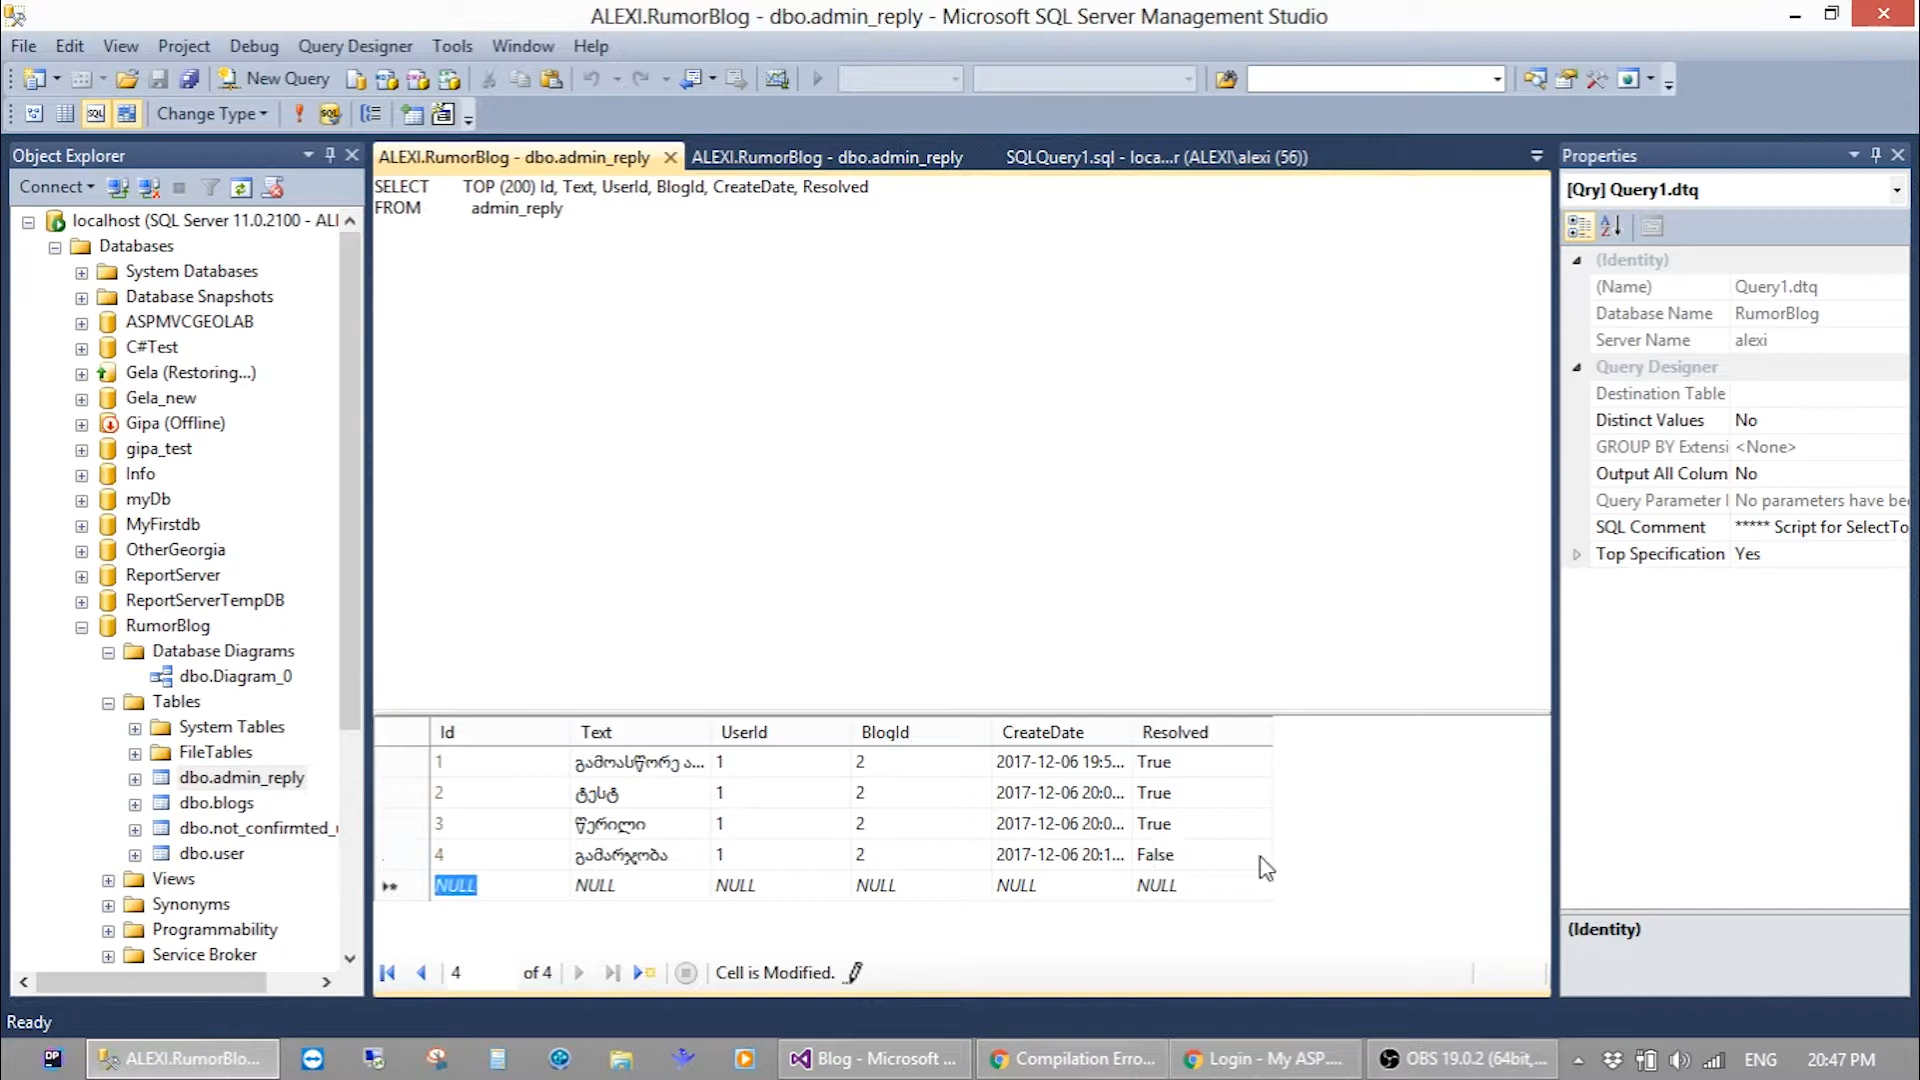 ALEXI.RumorBlog - dbo.admin_reply - Microsoft SQL Server Management Studio
File Edit View Project Debug Query Designer Tools Window Help
New Query
Change Type
Object Explorer
Connect
localhost (SQL Server 11.0.2100 - ALI
Databases
System Databases
Database Snapshots
ASPMVCGEOLAB
C#Test
Gela (Restoring...)
Gela_new
Gipa (Offline)
gipa_test
Info
myDb
MyFirstdb
OtherGeorgia
ReportServer
ReportServerTempDB
RumorBlog
Database Diagrams
dbo.Diagram_0
Tables
System Tables
FileTables
dbo.admin_reply
dbo.blogs
dbo.not_confirmted_
dbo.user
Views
Synonyms
Programmability
Service Broker
ALEXI.RumorBlog - dbo.admin_reply ALEXI.RumorBlog - dbo.admin_reply SQLQuery1.sql - loca...r (ALEXI\alexi (56))
SELECT TOP (200) Id, Text, UserId, BlogId, CreateDate, Resolved
FROM admin_reply
Id Text UserId BlogId CreateDate Resolved
1 გამოასწორე ა... 1 2 2017-12-06 19:5... True
2 ტესტ 1 2 2017-12-06 20:0... True
3 წერილი 1 2 2017-12-06 20:0... True
4 გამარჯობა 1 2 2017-12-06 20:1... False
NULL NULL NULL NULL NULL NULL
4 of 4 Cell is Modified.
Properties
[Qry] Query1.dtq
(Identity)
(Name) Query1.dtq
Database Name RumorBlog
Server Name alexi
Query Designer
Destination Table
Distinct Values No
GROUP BY Extensi <None>
Output All Colum No
Query Parameter l No parameters have bee
SQL Comment ***** Script for SelectTo
Top Specification Yes
(Identity)
Ready
DP ALEXI.RumorBlo... Blog - Microsoft ... Compilation Erro... Login - My ASP.... OBS 19.0.2 (64bit,... ENG 20:47 PM